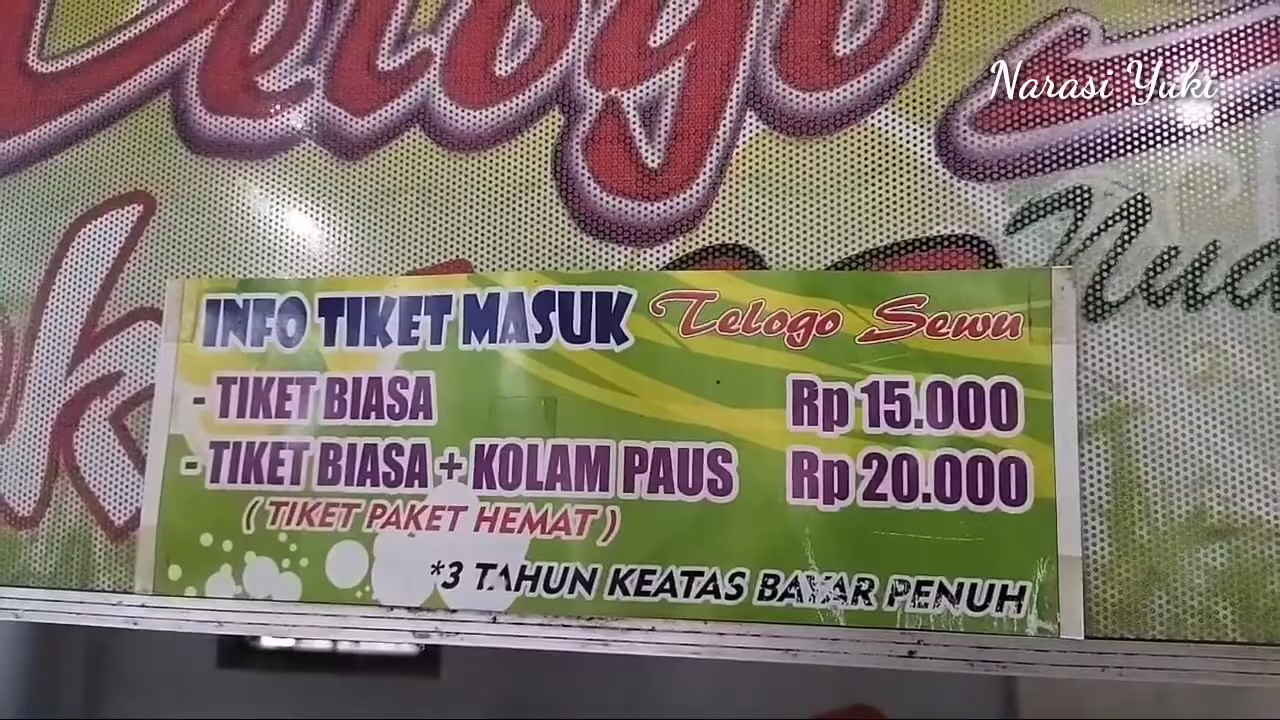 Telogo
Narasi Yuki
INFO TIKET MASUK Telogo Sewu
- TIKET BIASA Rp 15.000
- TIKET BIASA + KOLAM PAUS Rp 20.000
( TIKET PAKET HEMAT )
*3 TAHUN KEATAS BAYAR PENUH